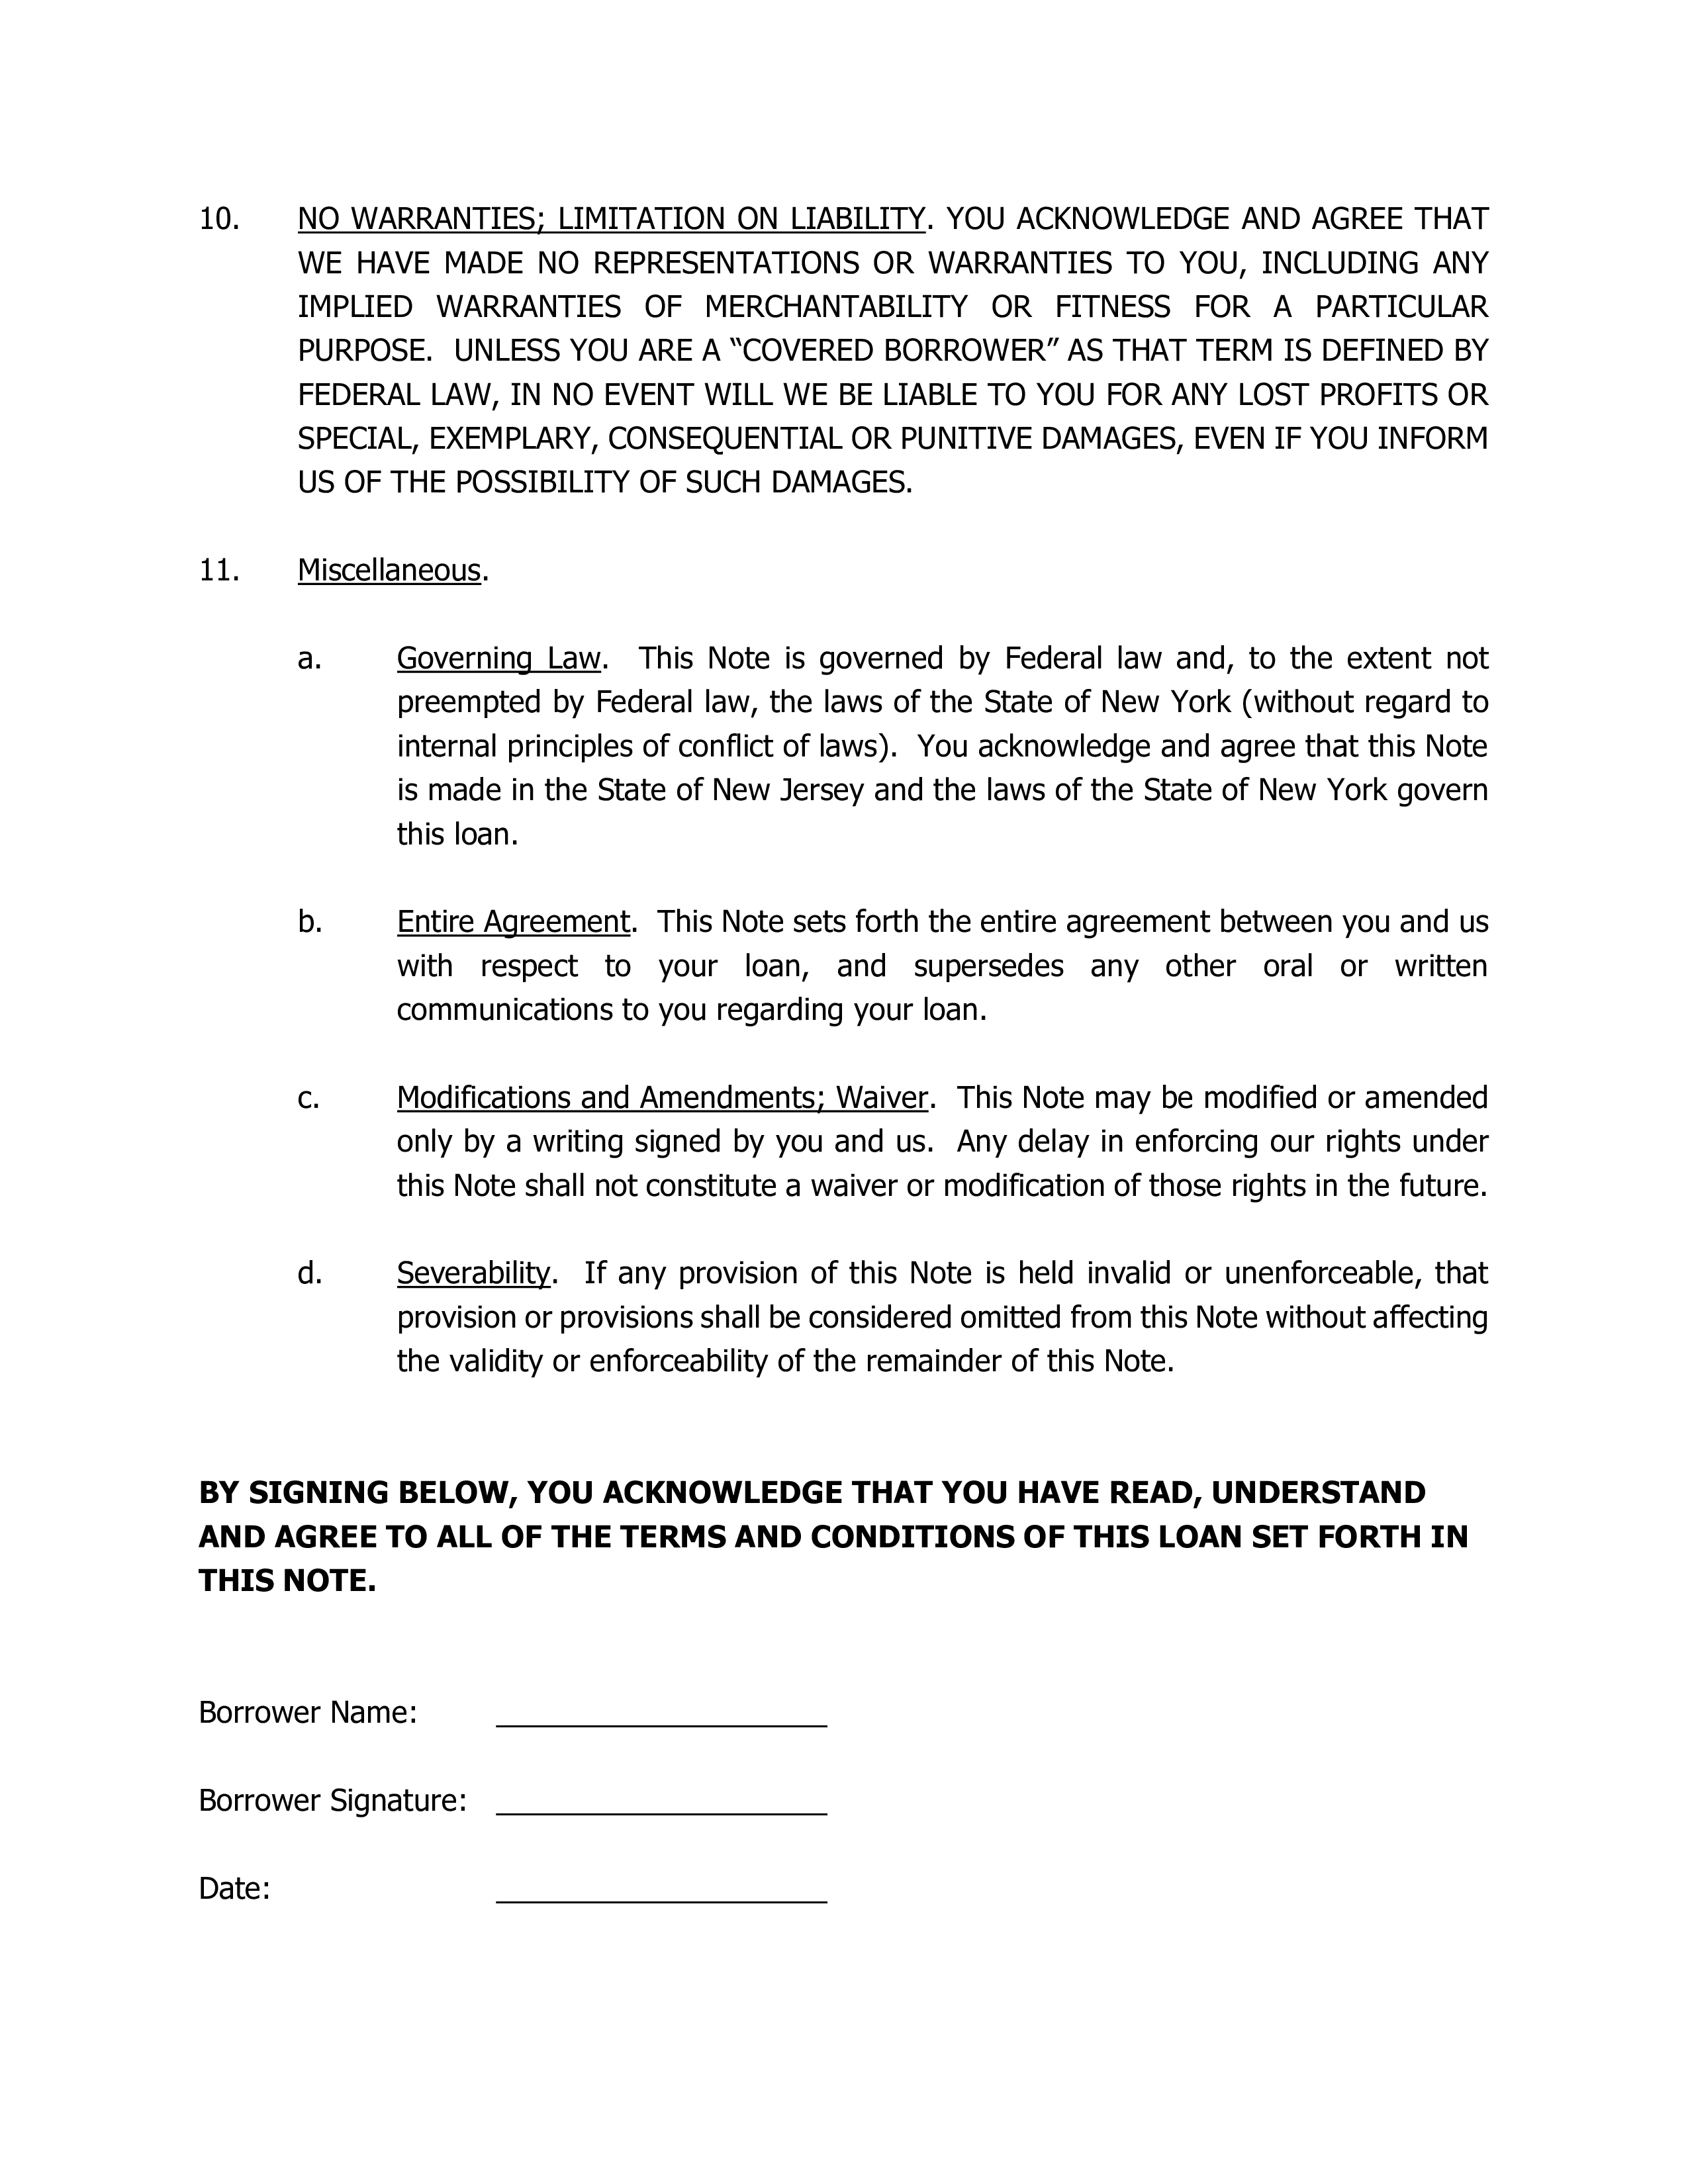 10. NO WARRANTIES; LIMITATION ON LIABILITY. YOU ACKNOWLEDGE AND AGREE THAT
WE HAVE MADE NO REPRESENTATIONS OR WARRANTIES TO YOU, INCLUDING ANY
IMPLIED WARRANTIES OF MERCHANTABILITY OR FITNESS FOR A PARTICULAR
PURPOSE. UNLESS YOU ARE A “COVERED BORROWER” AS THAT TERM IS DEFINED BY
FEDERAL LAW, IN NO EVENT WILL WE BE LIABLE TO YOU FOR ANY LOST PROFITS OR
SPECIAL, EXEMPLARY, CONSEQUENTIAL OR PUNITIVE DAMAGES, EVEN IF YOU INFORM
US OF THE POSSIBILITY OF SUCH DAMAGES.
11. Miscellaneous.
a. Governing Law. This Note is governed by Federal law and, to the extent not
preempted by Federal law, the laws of the State of New York (without regard to
internal principles of conflict of laws). You acknowledge and agree that this Note
is made in the State of New Jersey and the laws of the State of New York govern
this loan.
b. Entire Agreement. This Note sets forth the entire agreement between you and us
with respect to your loan, and supersedes any other oral or written
communications to you regarding your loan.
c. Modifications and Amendments; Waiver. This Note may be modified or amended
only by a writing signed by you and us. Any delay in enforcing our rights under
this Note shall not constitute a waiver or modification of those rights in the future.
d. Severability. If any provision of this Note is held invalid or unenforceable, that
provision or provisions shall be considered omitted from this Note without affecting
the validity or enforceability of the remainder of this Note.
BY SIGNING BELOW, YOU ACKNOWLEDGE THAT YOU HAVE READ, UNDERSTAND
AND AGREE TO ALL OF THE TERMS AND CONDITIONS OF THIS LOAN SET FORTH IN
THIS NOTE.
Borrower Name:
Borrower Signature:
Date: